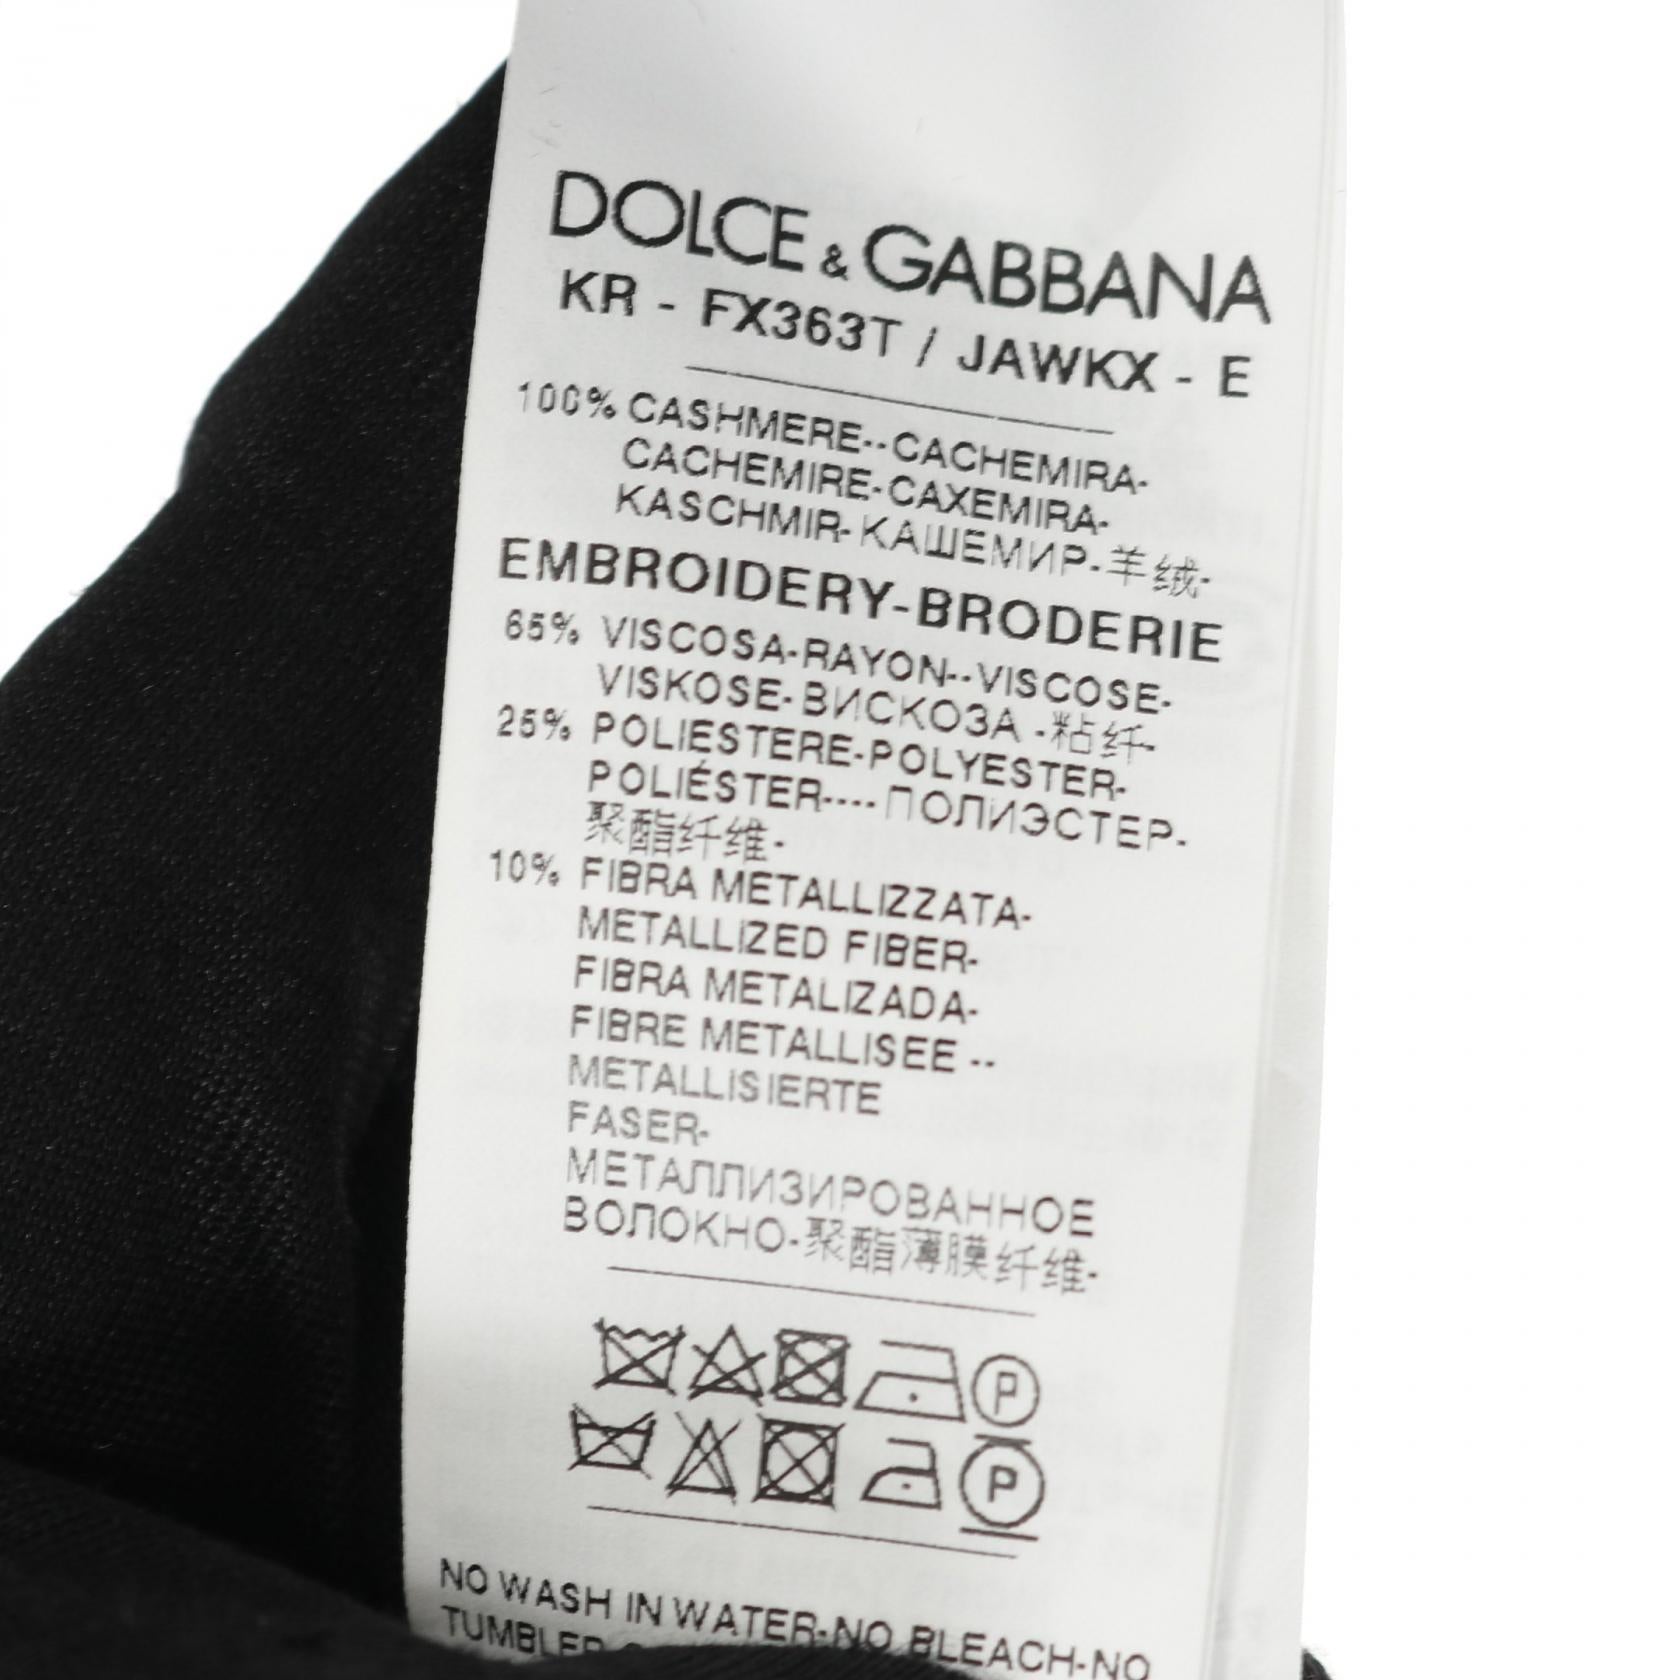 DOLCE & GABBANA
KR - FX363T / JAWKX - E
100% CASHMERE--CACHEMIRA-
CACHEMIRE-CAXEMIRA-
KASCHMIR-КАШЕМИР-羊绒-
EMBROIDERY-BRODERIE
65% VISCOSA-RAYON--VISCOSE-
VISKOSE-ВИСКОЗА -粘纤-
25% POLIESTERE-POLYESTER-
POLIÉSTER----ПОЛИЭСТЕР-
聚酯纤维-
10% FIBRA METALLIZZATA-
METALLIZED FIBER-
FIBRA METALIZADA-
FIBRE METALLISEE --
METALLISIERTE
FASER-
МЕТАЛЛИЗИРОВАННОЕ
ВОЛОКНО-聚酯薄膜纤维-
P
P
NO WASH IN WATER-NO BLEACH-NO
TUMBLER